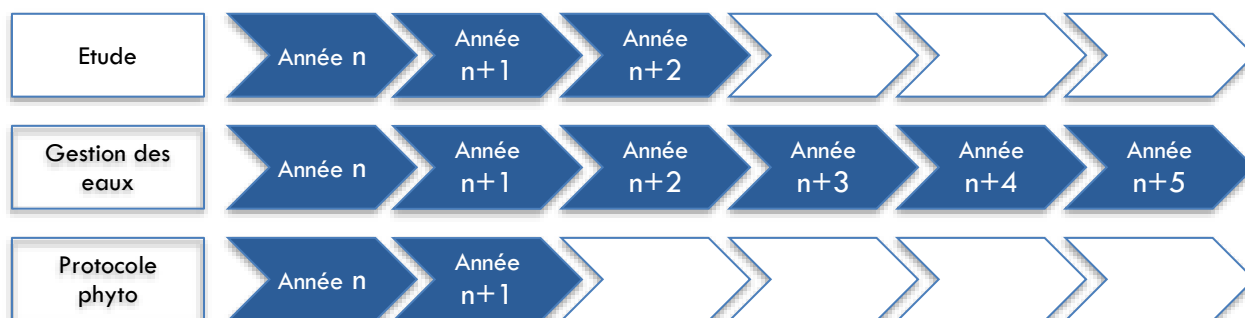 Etude
Année n
Année
n+1
Année
n+2
Gestion des
eaux
Année n
Année
n+1
Année
n+2
Année
n+3
Année
n+4
Année
n+5
Protocole
phyto
Année n
Année
n+1